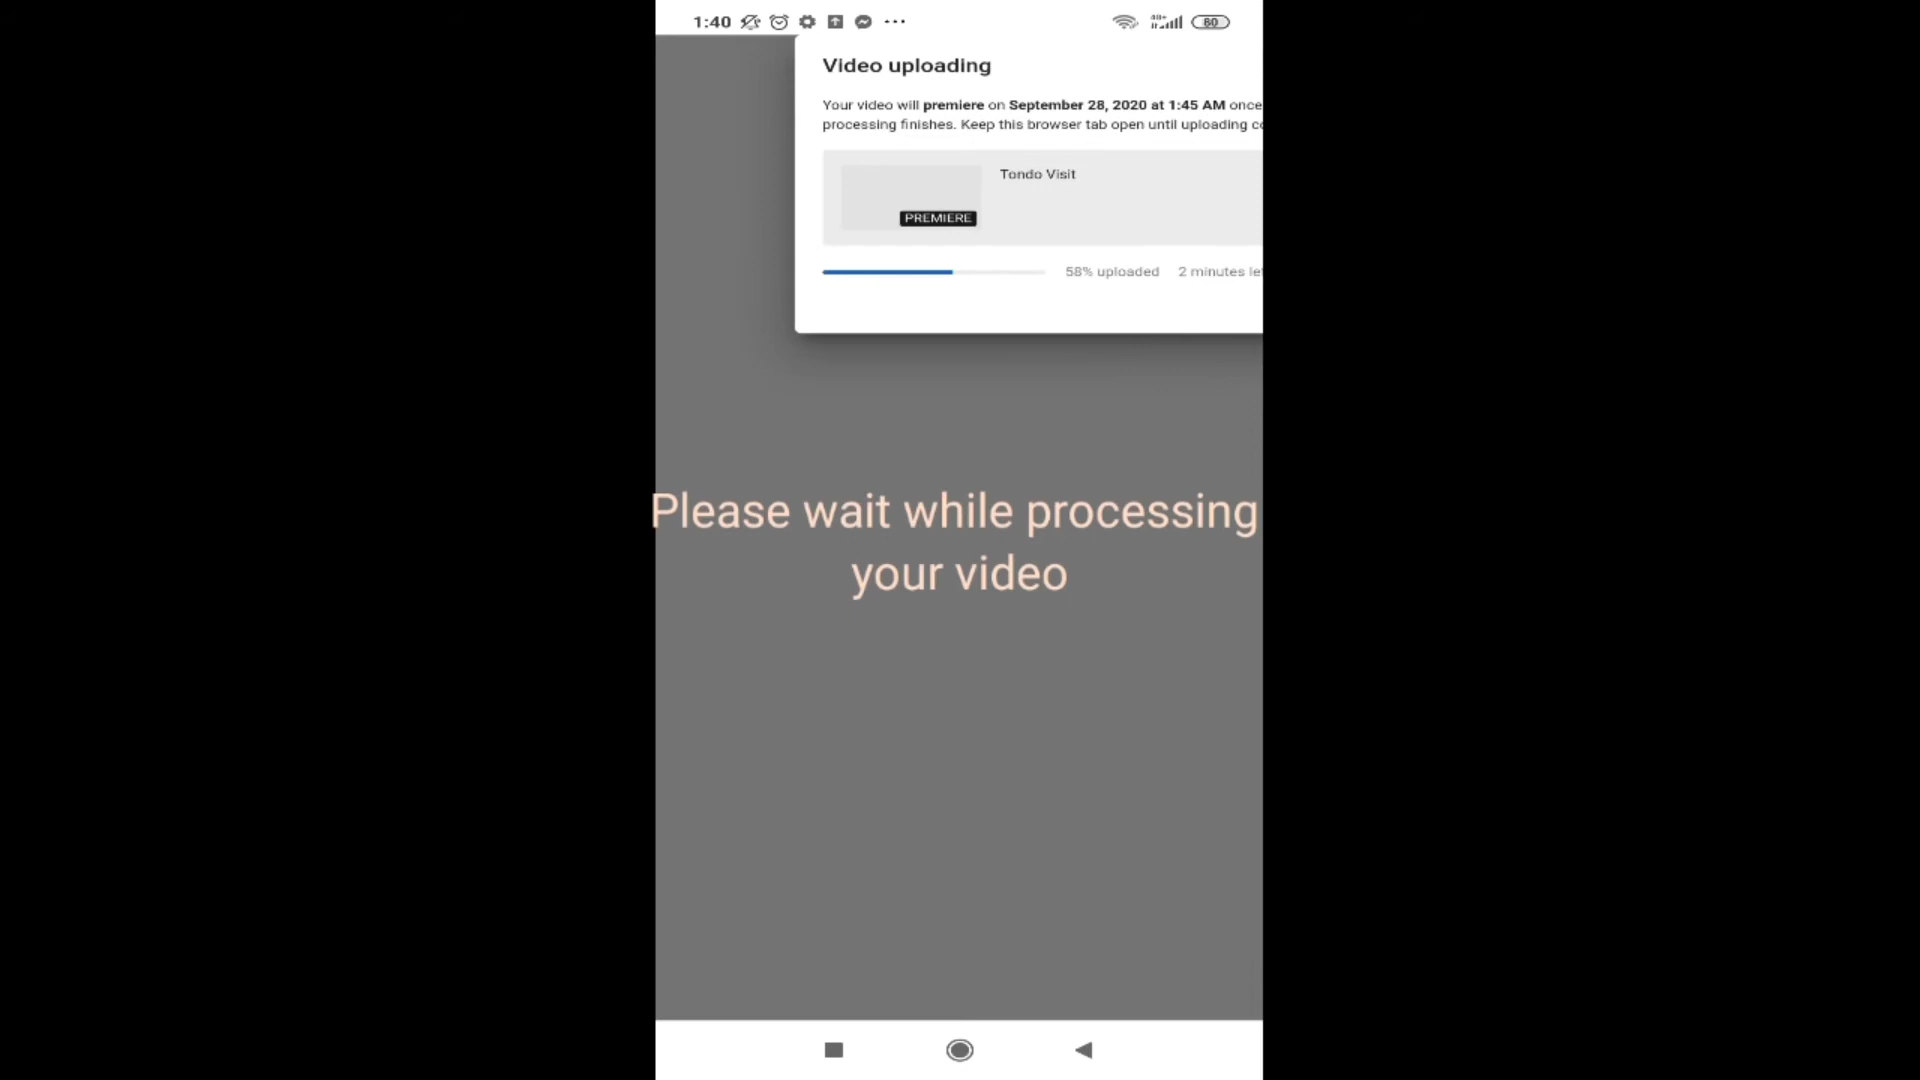 1:40
60
Video uploading
Your video will premiere on September 28, 2020 at 1:45 AM once
processing finishes. Keep this browser tab open until uploading
Tondo Visit
PREMIERE
58% uploaded 2 minutes
Please wait while processing
your video